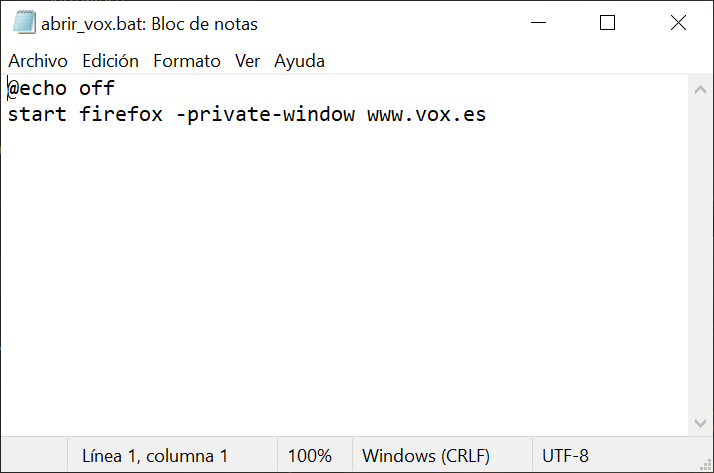 abrir_vox.bat: Bloc de notas
Archivo Edición Formato Ver Ayuda
@echo off
start firefox -private-window www.vox.es
Línea 1, columna 1 100% Windows (CRLF) UTF-8